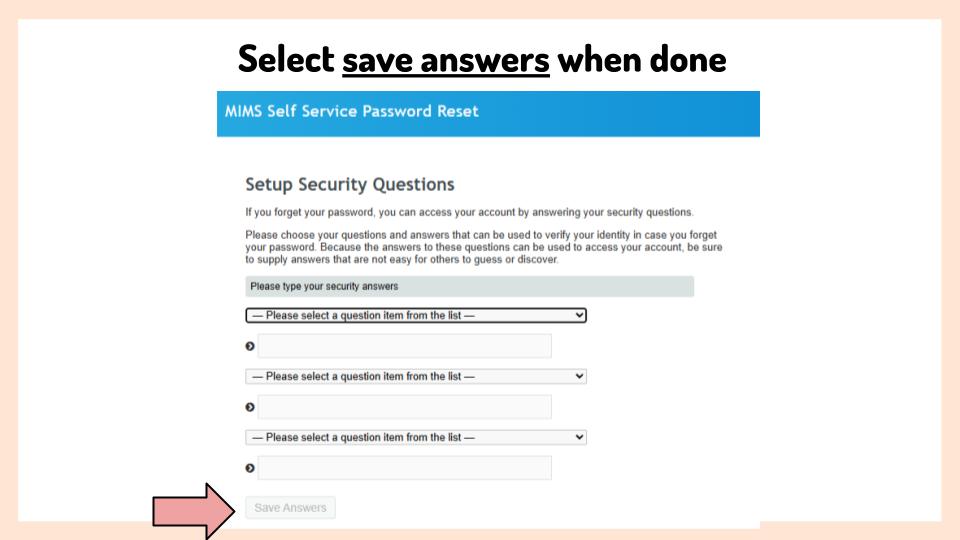 Select save answers when done
MIMS Self Service Password Reset
Setup Security Questions
If you forget your password, you can access your account by answering your security questions.
Please choose your questions and answers that can be used to verify your identity in case you forget
your password. Because the answers to these questions can be used to access your account, be sure
to supply answers that are not easy for others to guess or discover.
Please type your security answers
— Please select a question item from the list —
— Please select a question item from the list —
— Please select a question item from the list —
Save Answers